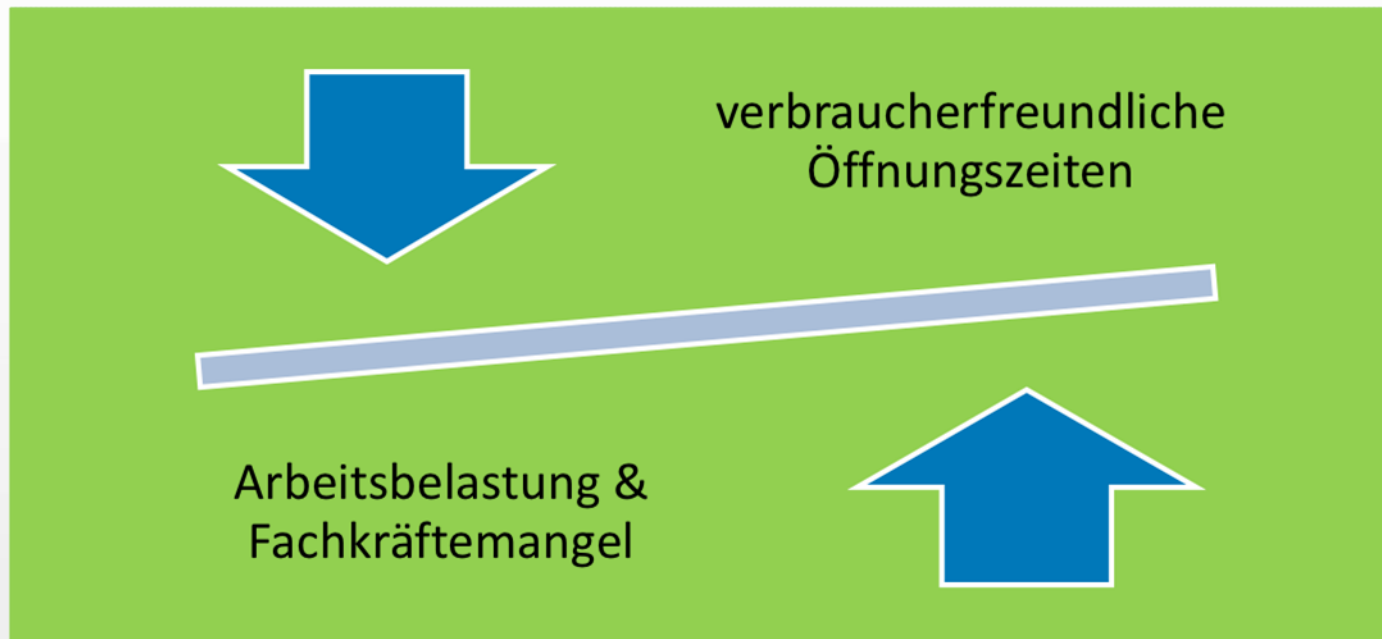 verbraucherfreundliche
Öffnungszeiten
Arbeitsbelastung &
Fachkräftemangel